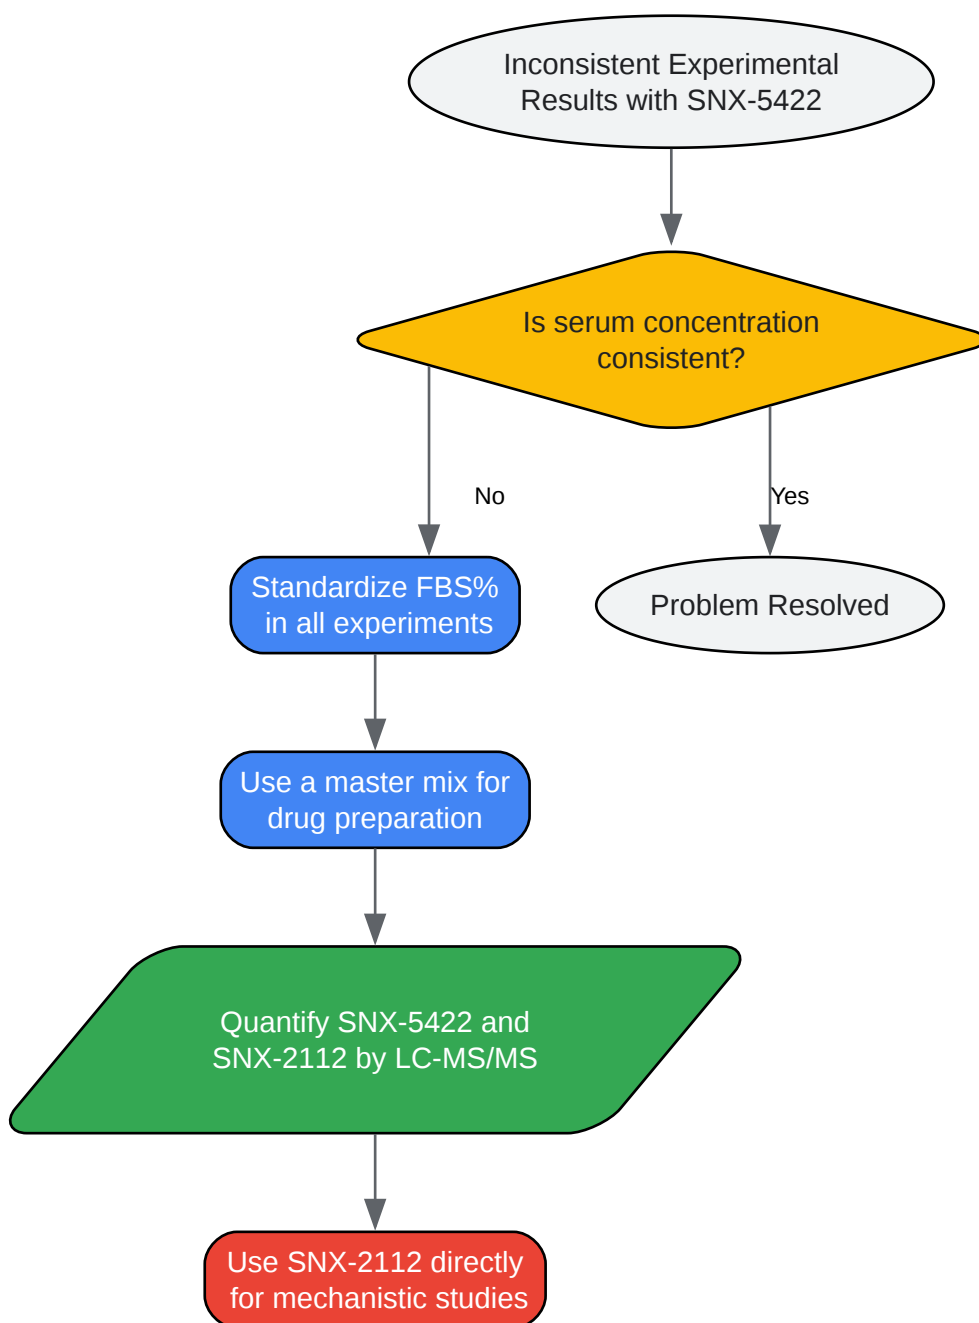 Inconsistent Experimental
Results with SNX-5422
Is serum concentration
consistent?
No
Yes
Standardize FBS%
in all experiments
Problem Resolved
Use a master mix for
drug preparation
Quantify SNX-5422 and
SNX-2112 by LC-MS/MS
Use SNX-2112 directly
for mechanistic studies